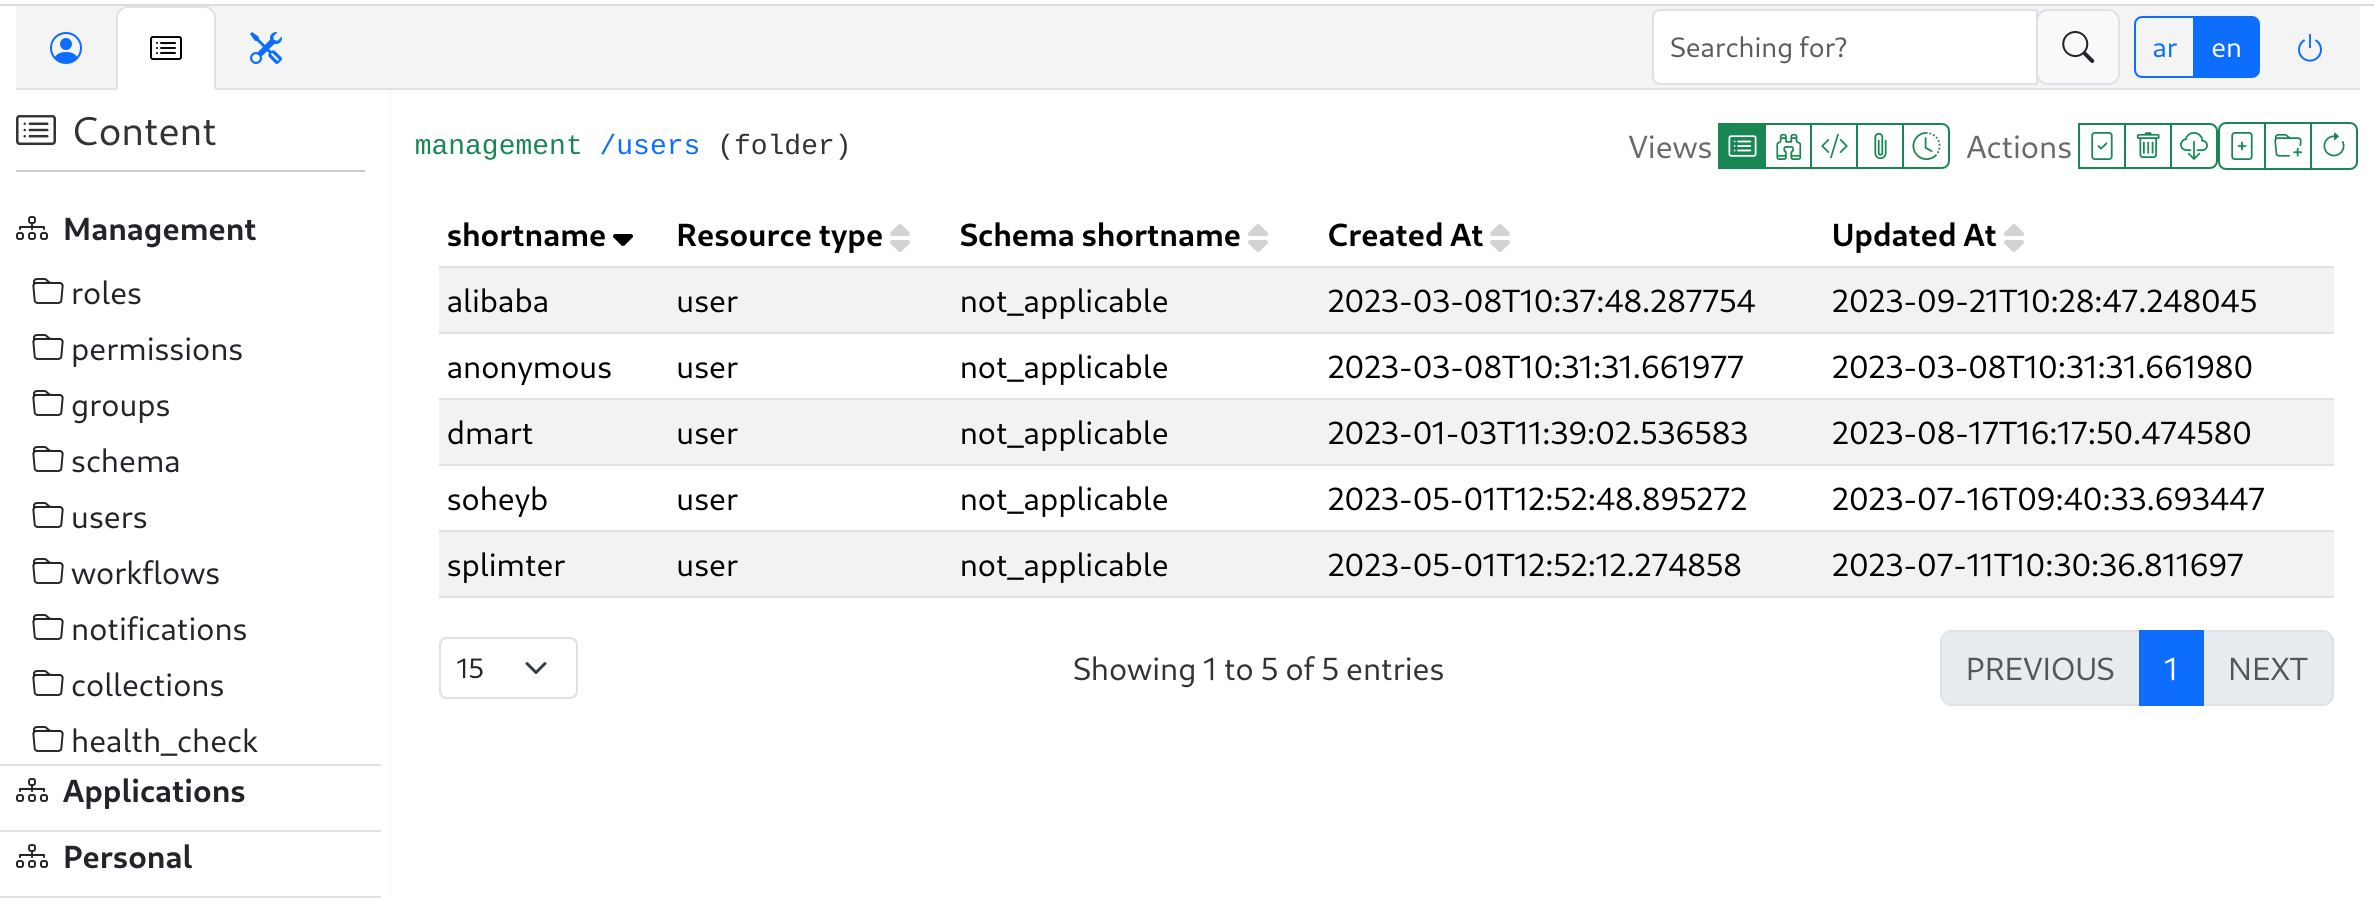 Searching for?
ar en
Content
management /users (folder)
Views Actions
Management
roles
permissions
groups
schema
users
workflows
notifications
collections
health_check
Applications
Personal
shortname Resource type Schema shortname Created At Updated At
alibaba user not_applicable 2023-03-08T10:37:48.287754 2023-09-21T10:28:47.248045
anonymous user not_applicable 2023-03-08T10:31:31.661977 2023-03-08T10:31:31.661980
dmart user not_applicable 2023-01-03T11:39:02.536583 2023-08-17T16:17:50.474580
soheyb user not_applicable 2023-05-01T12:52:48.895272 2023-07-16T09:40:33.693447
splimter user not_applicable 2023-05-01T12:52:12.274858 2023-07-11T10:30:36.811697
15 Showing 1 to 5 of 5 entries PREVIOUS 1 NEXT